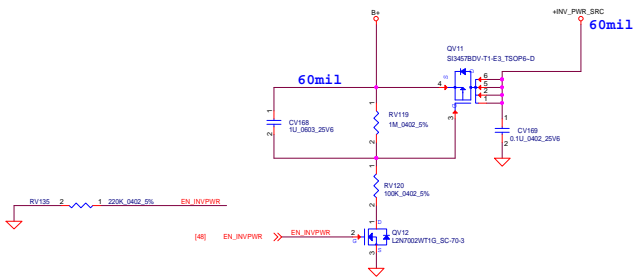 B+
+INV_PWR_SRC
60mil
QV11
SI3457BDV-T1-E3_TSOP6~D
60mil
S
D
4
6
5
2
1
G
3
1
CV168
1U_0603_25V6
2
1
RV119
1M_0402_5%
2
1
CV169
0.1U_0402_25V6
2
1
RV120
100K_0402_5%
2
RV135
2
1
220K_0402_5%
EN_INVPWR
[48]
EN_INVPWR
EN_INVPWR
1
D
2
G
QV12
L2N7002WT1G_SC-70-3
3
S